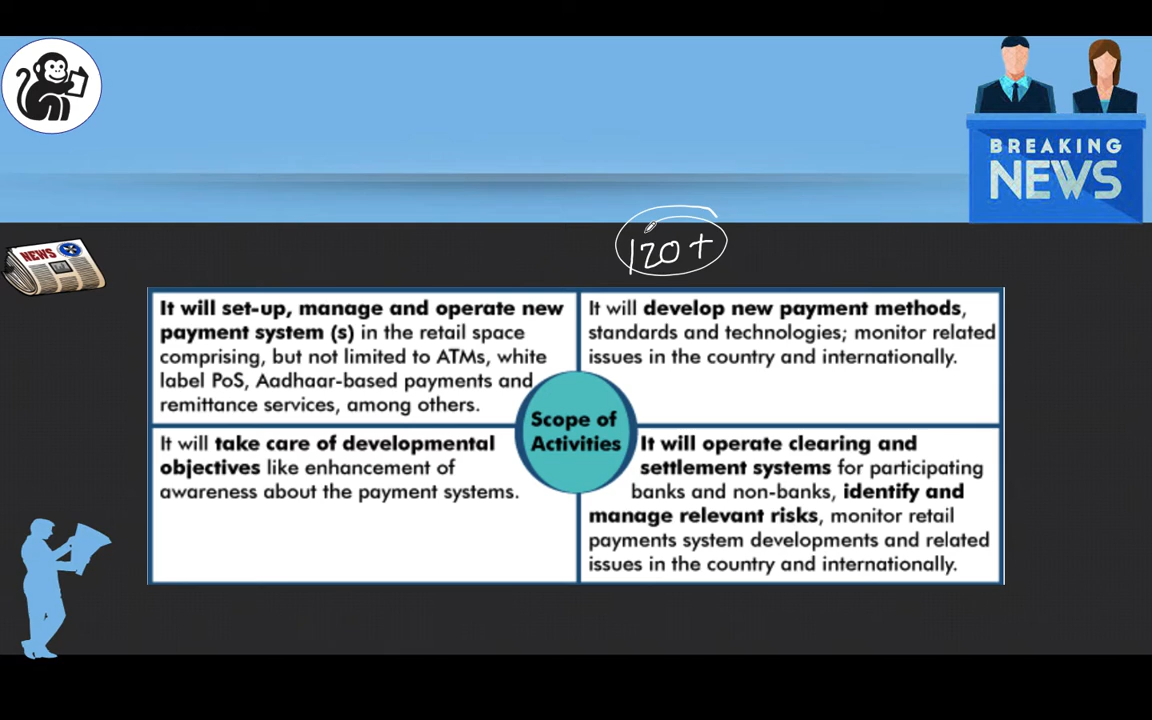 BREAKING
NEWS
NEWS
120+
It will set-up, manage and operate new
payment system (s) in the retail space
comprising, but not limited to ATMs, white
label PoS, Aadhaar-based payments and
remittance services, among others.
It will develop new payment methods,
standards and technologies; monitor related
issues in the country and internationally.
Scope of
Activities
It will take care of developmental
objectives like enhancement of
awareness about the payment systems.
It will operate clearing and
settlement systems for participating
banks and non-banks, identify and
manage relevant risks, monitor retail
payments system developments and related
issues in the country and internationally.